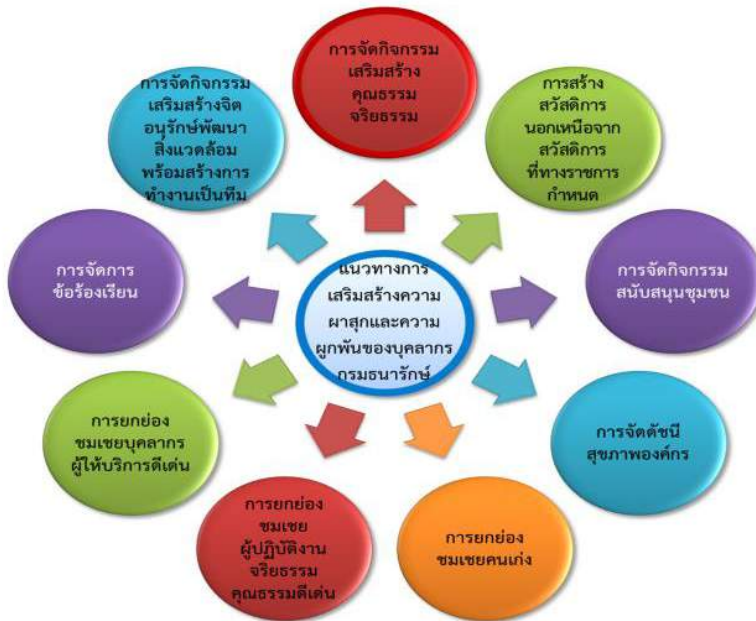 การจัดกิจกรรม
เสริมสร้าง
คุณธรรม
จริยธรรม
การสร้าง
สวัสดิการ
นอกเหนือจาก
สวัสดิการ
ที่ทางราชการ
กำหนด
การจัดกิจกรรม
สนับสนุนชุมชน
การจัดดัชนี
สุขภาพองค์กร
การยกย่อง
ชมเชยคนเก่ง
การยกย่อง
ชมเชย
ผู้ปฏิบัติงาน
จริยธรรม
คุณธรรมดีเด่น
การยกย่อง
ชมเชยบุคลากร
ผู้ให้บริการดีเด่น
การจัดการ
ข้อร้องเรียน
การจัดกิจกรรม
เสริมสร้างจิต
อนุรักษ์พัฒนา
สิ่งแวดล้อม
พร้อมสร้างการ
ทำงานเป็นทีม
แนวทางการ
เสริมสร้างความ
ผาสุกและความ
ผูกพันของบุคลากร
กรมธนารักษ์